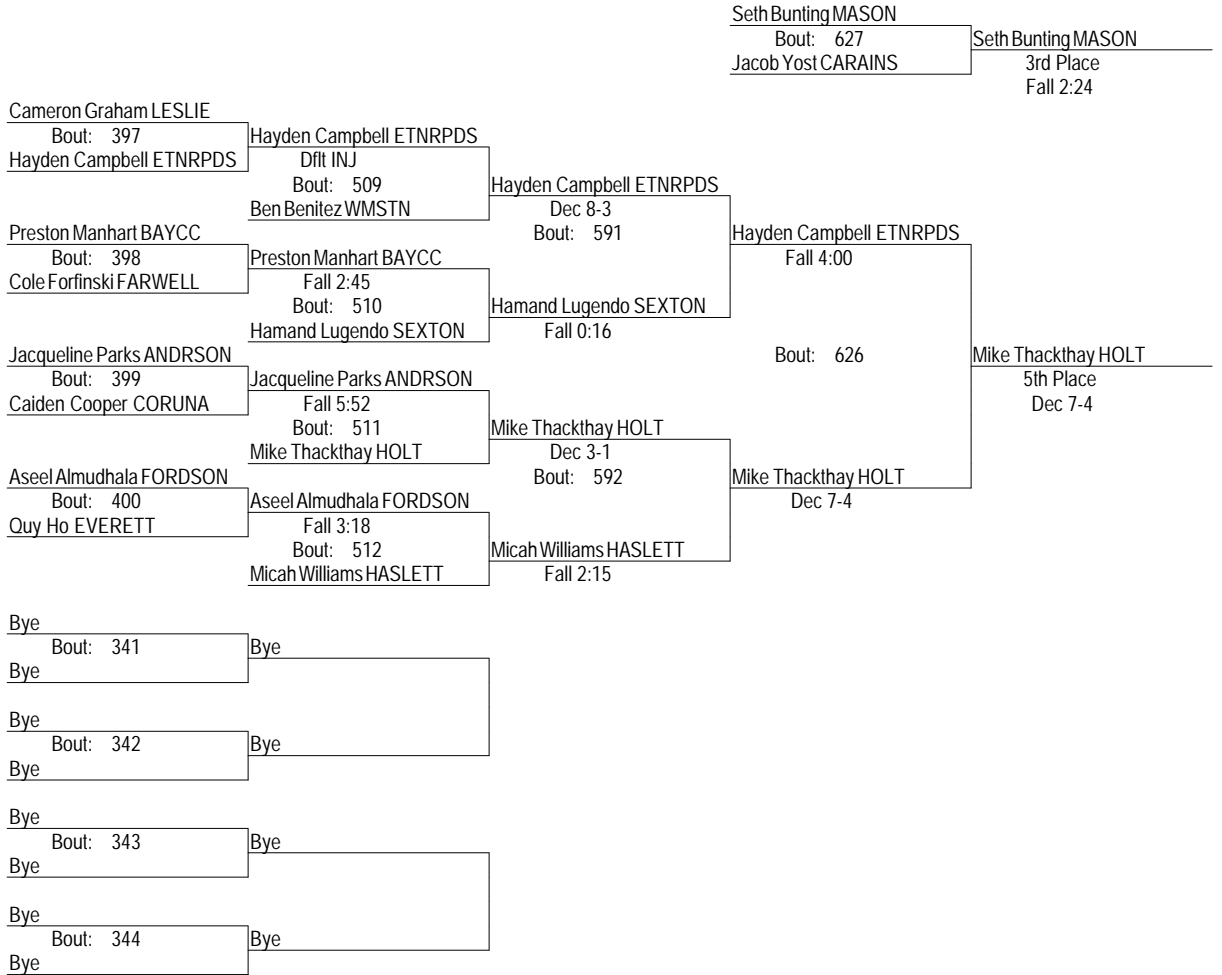 Seth Bunting MASON
Bout: 627
Seth Bunting MASON
Jacob Yost CARAINS
3rd Place
Fall 2:24
Cameron Graham LESLIE
Bout: 397
Hayden Campbell ETNRPDS
Hayden Campbell ETNRPDS
Dflt INJ
Bout: 509
Hayden Campbell ETNRPDS
Ben Benitez WMSTN
Dec 8-3
Preston Manhart BAYCC
Bout: 591
Hayden Campbell ETNRPDS
Bout: 398
Preston Manhart BAYCC
Fall 4:00
Cole Forfinski FARWELL
Fall 2:45
Bout: 510
Hamand Lugendo SEXTON
Hamand Lugendo SEXTON
Fall 0:16
Jacqueline Parks ANDRSON
Bout: 626
Mike Thackthay HOLT
Bout: 399
Jacqueline Parks ANDRSON
5th Place
Caiden Cooper CORUNA
Fall 5:52
Dec 7-4
Bout: 511
Mike Thackthay HOLT
Mike Thackthay HOLT
Dec 3-1
Aseel Almudhala FORDSON
Bout: 592
Mike Thackthay HOLT
Bout: 400
Aseel Almudhala FORDSON
Dec 7-4
Quy Ho EVERETT
Fall 3:18
Bout: 512
Micah Williams HASLETT
Micah Williams HASLETT
Fall 2:15
Bye
Bout: 341
Bye
Bye
Bye
Bout: 342
Bye
Bye
Bye
Bout: 343
Bye
Bye
Bye
Bout: 344
Bye
Bye